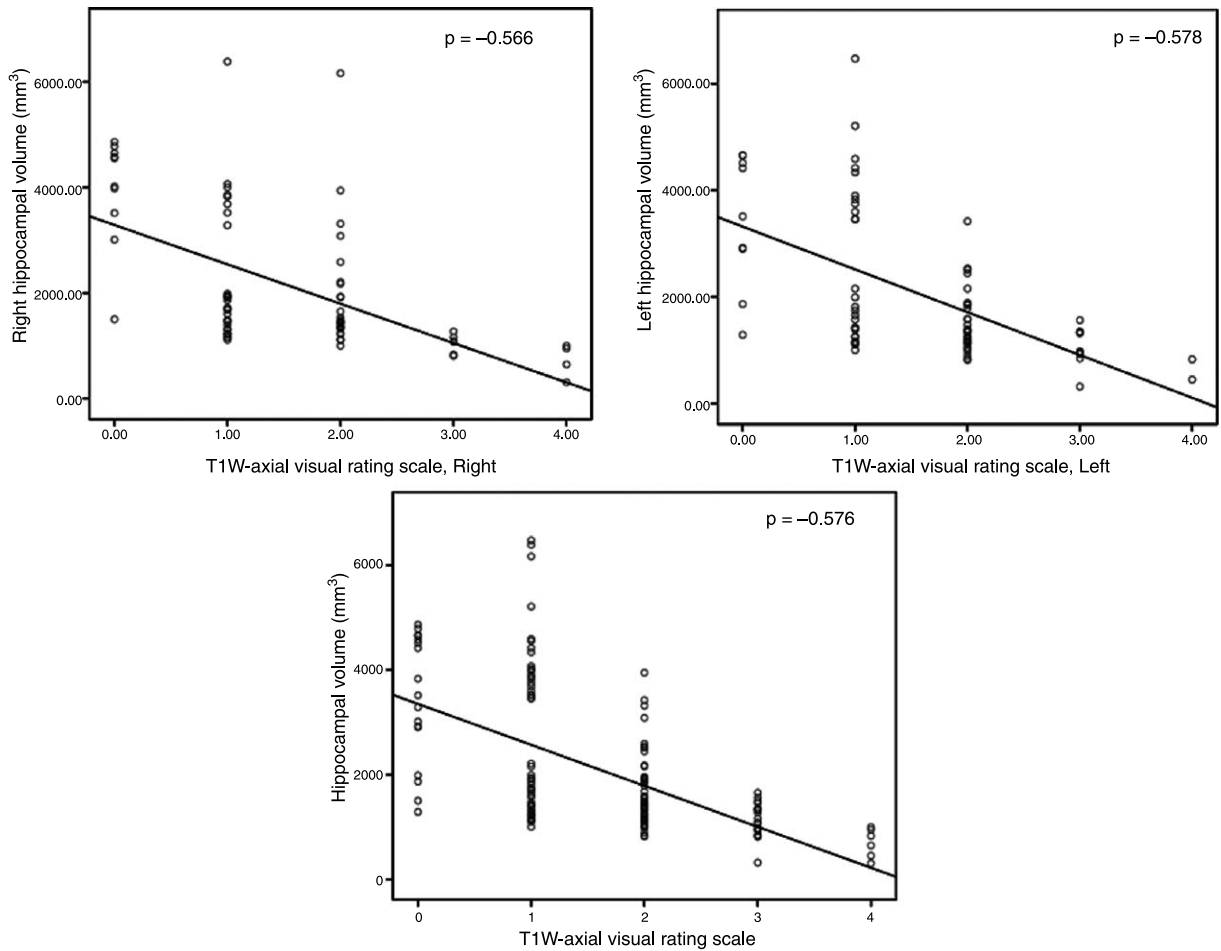 p = –0.566
Right hippocampal volume (mm³)
6000.00
4000.00
2000.00
0.00
0.00 1.00 2.00 3.00 4.00
T1W-axial visual rating scale, Right
p = –0.578
Left hippocampal volume (mm³)
6000.00
4000.00
2000.00
0.00
0.00 1.00 2.00 3.00 4.00
T1W-axial visual rating scale, Left
p = –0.576
Hippocampal volume (mm³)
6000
4000
2000
0
0 1 2 3 4
T1W-axial visual rating scale